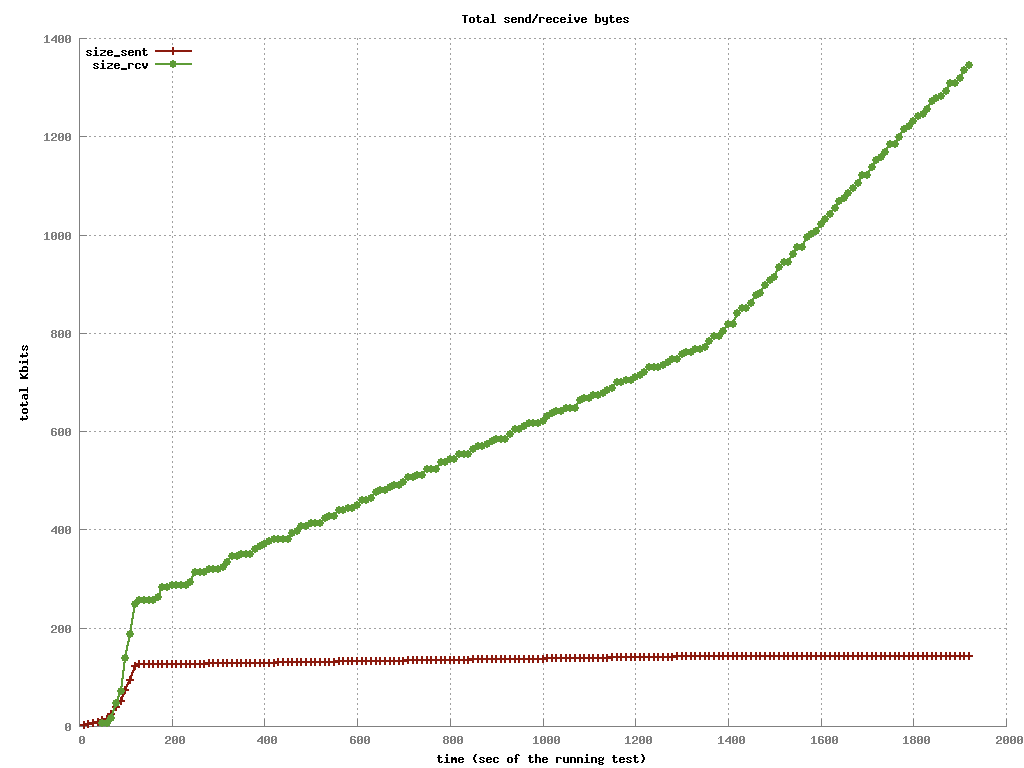 Total send/receive bytes
size_sent
size_rcv
1400
1200
1000
800
600
400
200
0
total Kbits
0 200 400 600 800 1000 1200 1400 1600 1800 2000
time (sec of the running test)